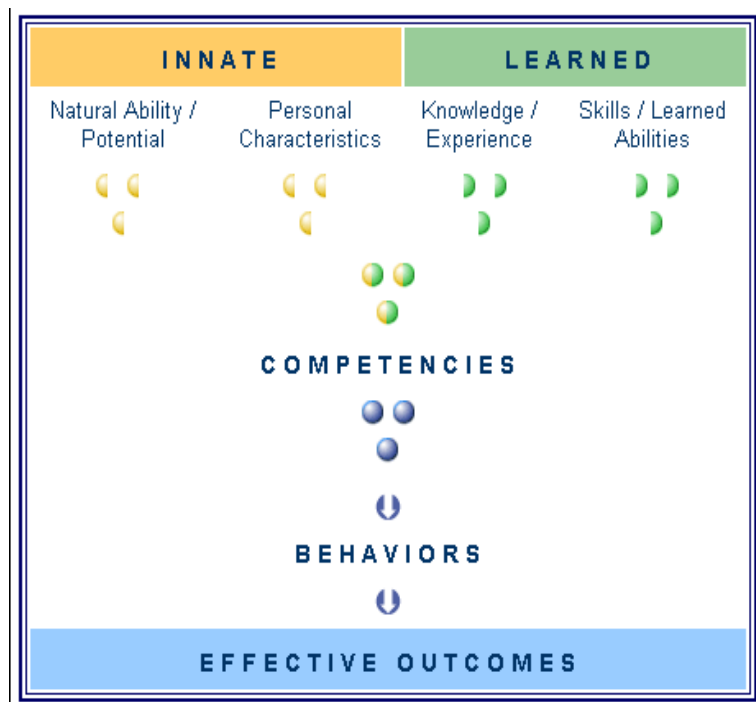 INNATE
LEARNED
Natural Ability /
Potential
Personal
Characteristics
Knowledge /
Experience
Skills / Learned
Abilities
COMPETENCIES
BEHAVIORS
EFFECTIVE OUTCOMES